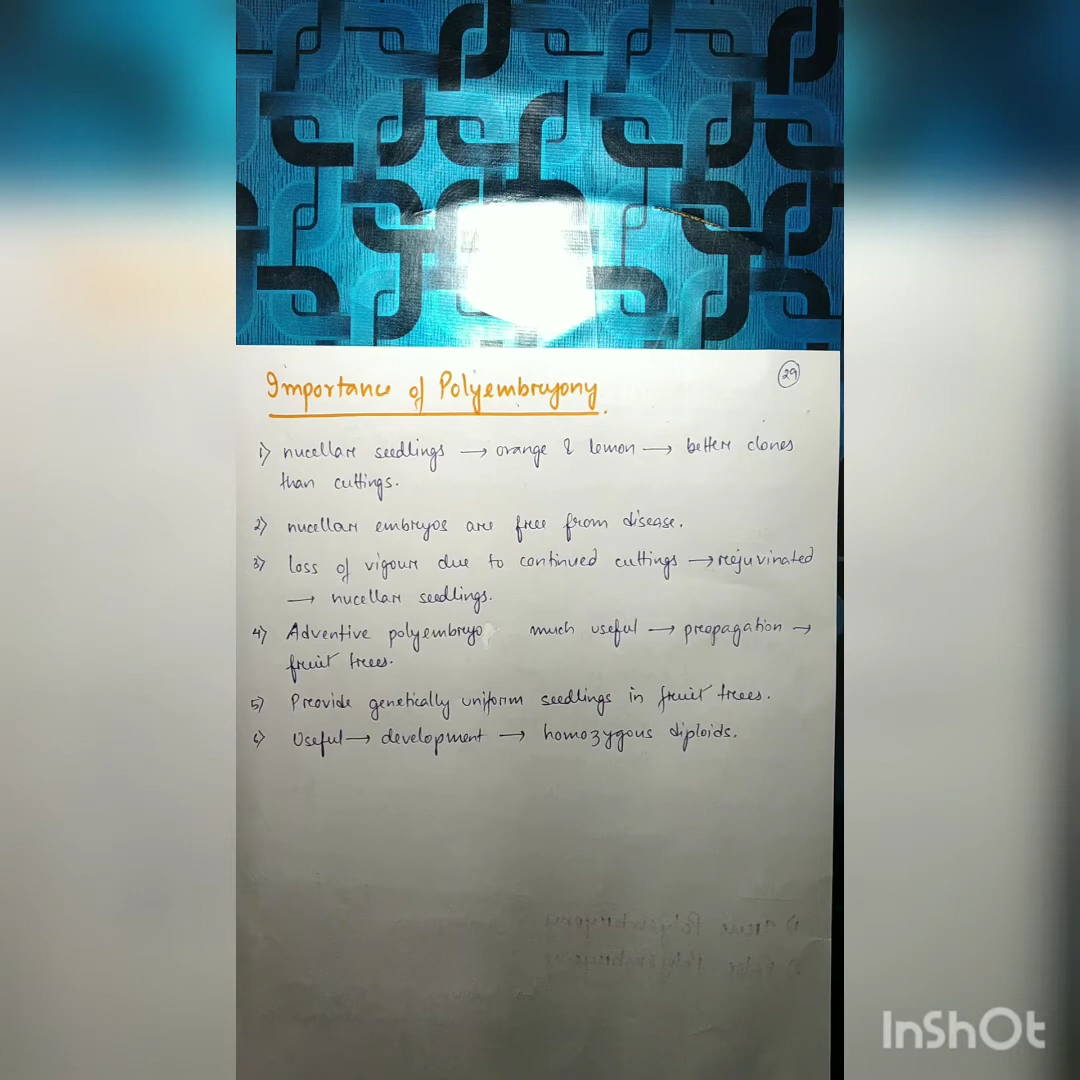 Importance of Polyembryony.
29
1) nucellar seedlings → orange & lemon → better clones
than cuttings.
2) nucellar embryos are free from disease.
3) loss of vigour due to continued cuttings → rejuvinated
→ nucellar seedlings.
4) Adventive polyembryo much useful → propagation →
fruit trees.
5) Provide genetically uniform seedlings in fruit trees.
6) Useful → development → homozygous diploids.
InShOt